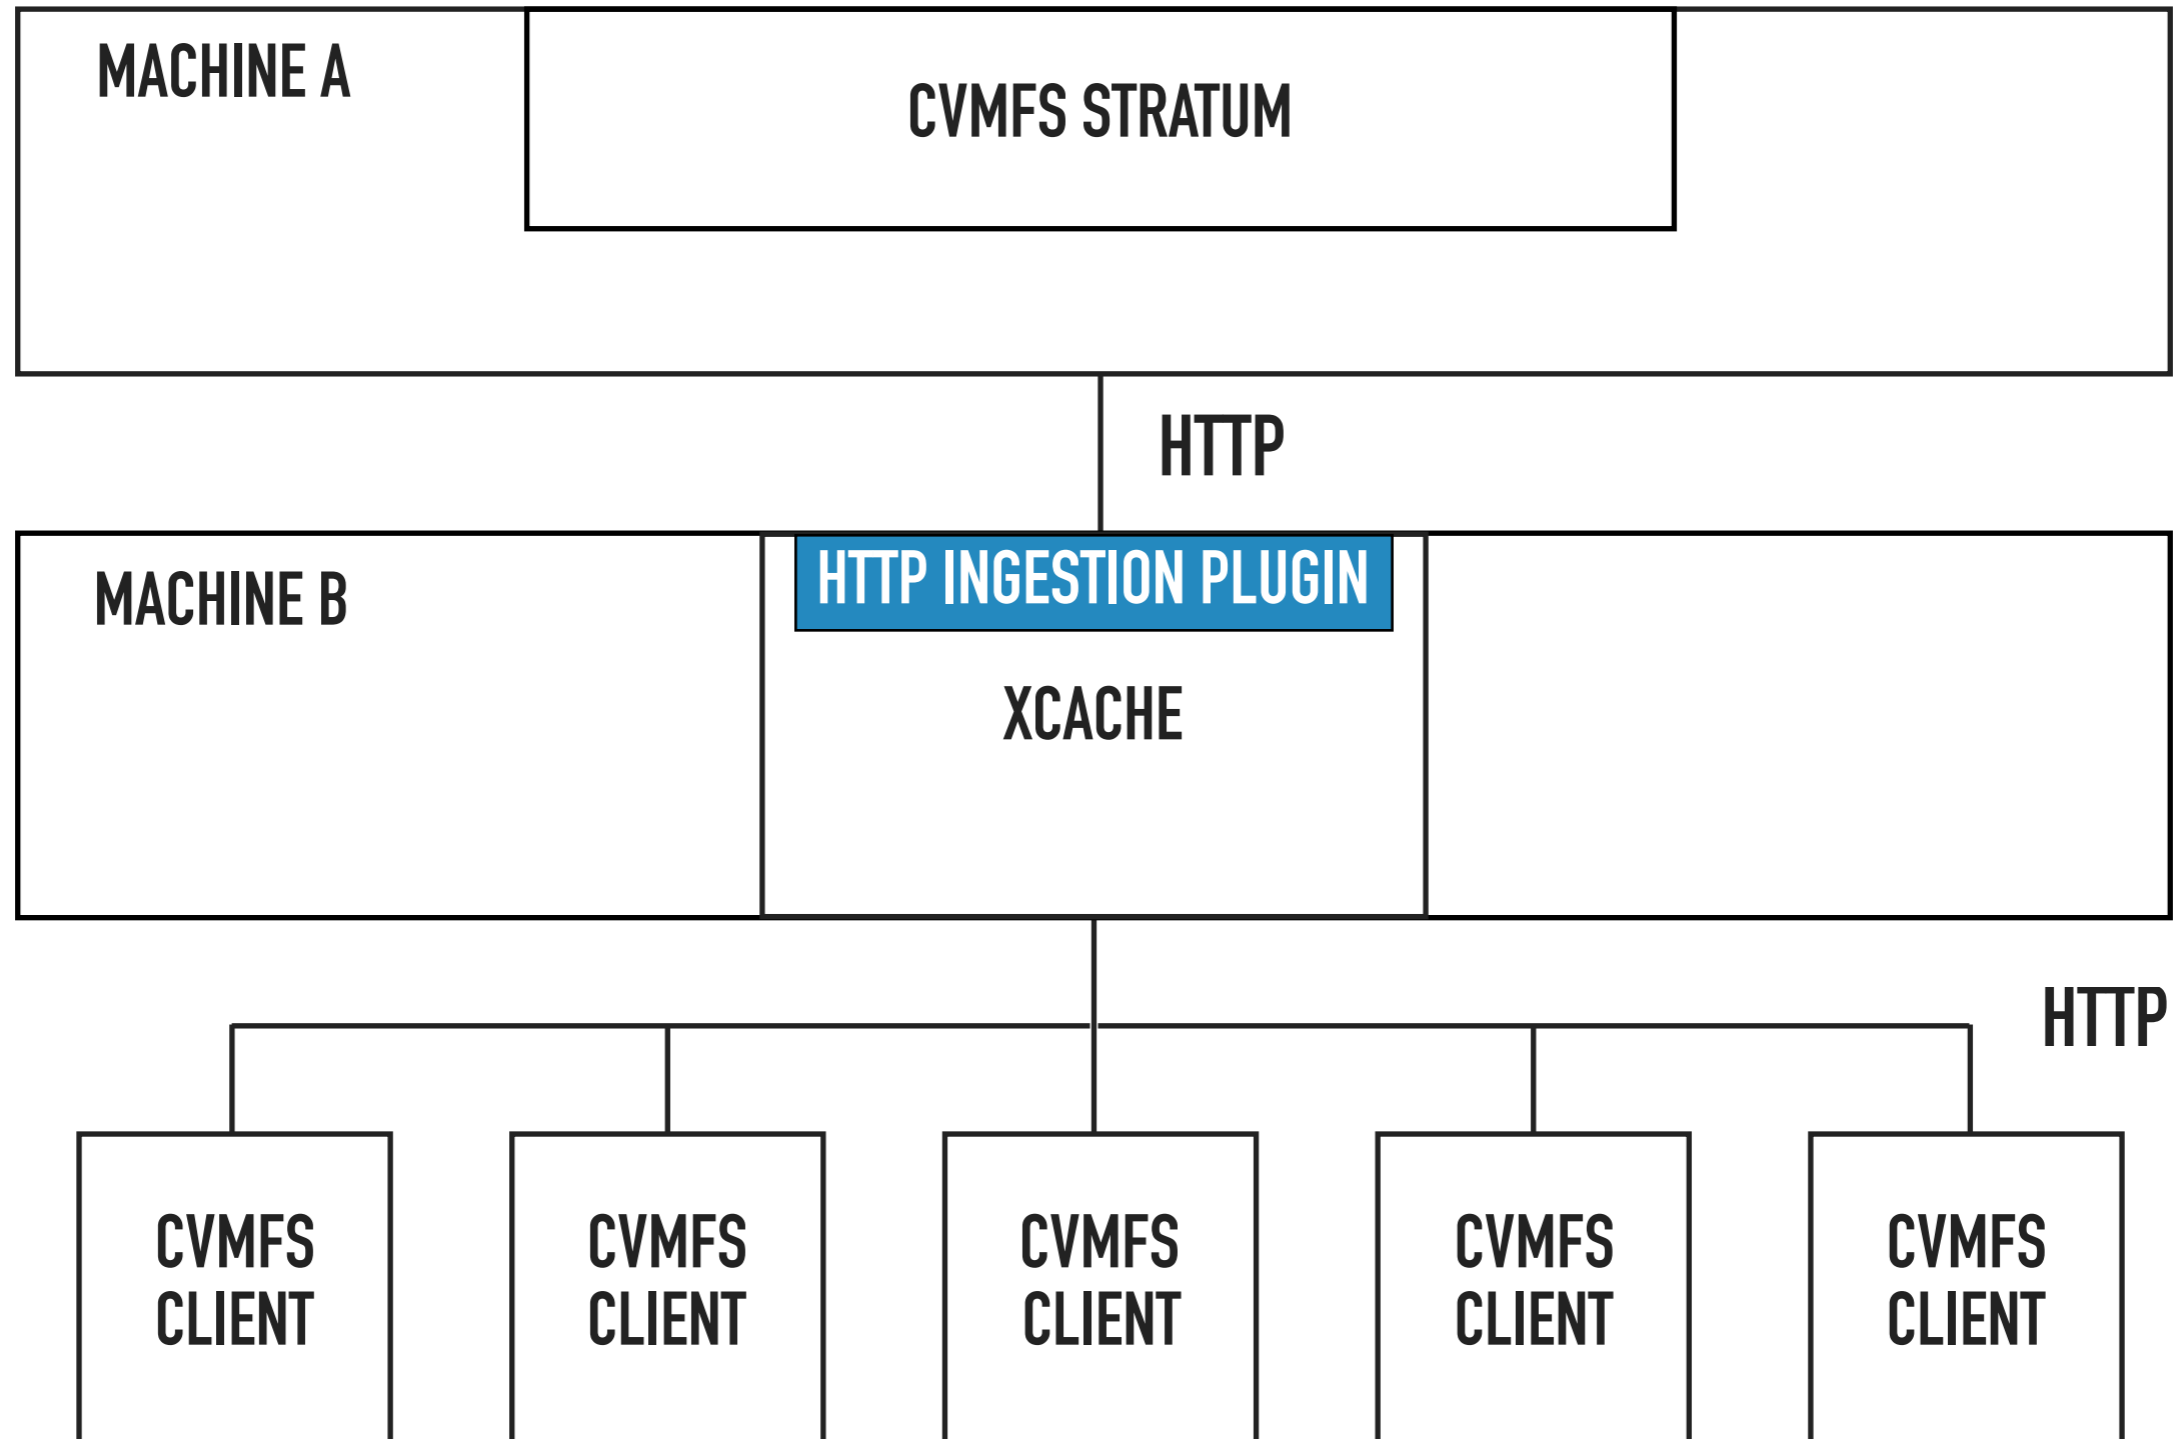 MACHINE A
CVMFS STRATUM
HTTP
HTTP INGESTION PLUGIN
MACHINE B
XCACHE
HTTP
CVMFS
CLIENT
CVMFS
CLIENT
CVMFS
CLIENT
CVMFS
CLIENT
CVMFS
CLIENT